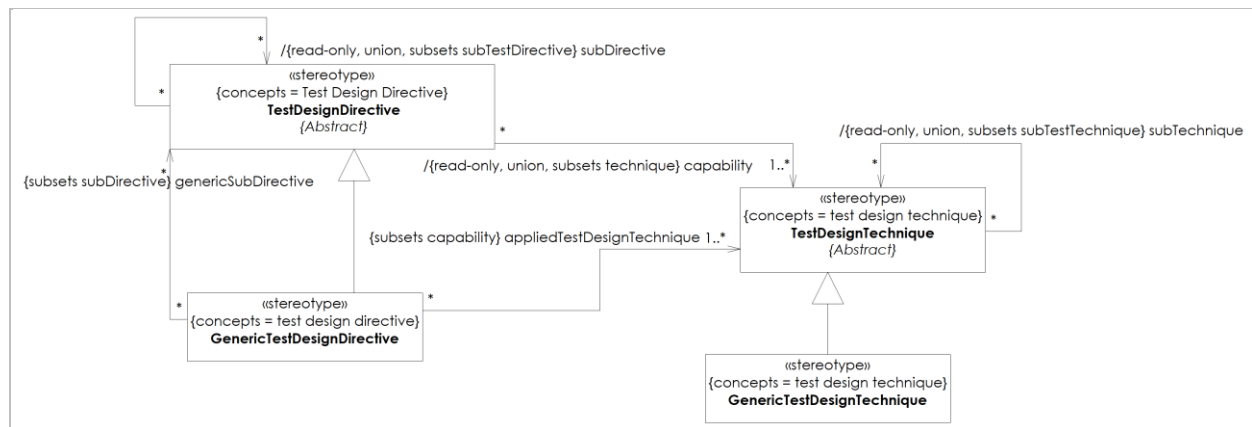 *
/{read-only, union, subsets subTestDirective} subDirective
«stereotype»
{concepts = Test Design Directive}
TestDesignDirective
{Abstract}
*
*
/{read-only, union, subsets subTestTechnique} subTechnique
*
/{read-only, union, subsets technique} capability 1..*
*
{subsets subDirective} genericSubDirective
«stereotype»
{concepts = test design technique}
TestDesignTechnique
{Abstract}
*
{subsets capability} appliedTestDesignTechnique 1..*
*
«stereotype»
{concepts = test design directive}
GenericTestDesignDirective
*
«stereotype»
{concepts = test design technique}
GenericTestDesignTechnique